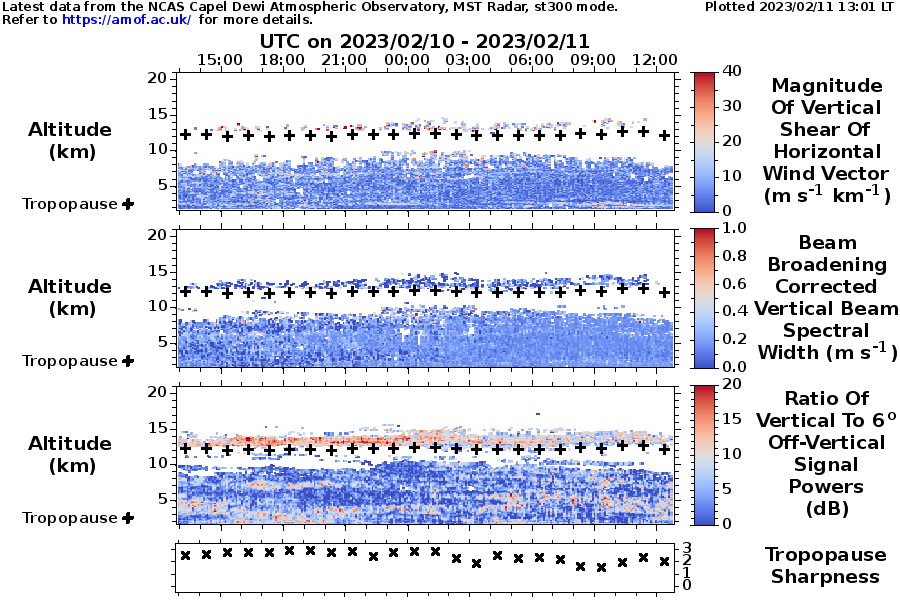 Latest data from the NCAS Capel Dewi Atmospheric Observatory, MST Radar, st300 mode.
Plotted 2023/02/11 13:01 LT
Refer to https://amof.ac.uk/ for more details.
UTC on 2023/02/10 - 2023/02/11
15:00 18:00 21:00 00:00 03:00 06:00 09:00 12:00
20
15
10
5
Altitude
(km)
Tropopause +
40
30
20
10
0
Magnitude
Of Vertical
Shear Of
Horizontal
Wind Vector
(m s⁻¹ km⁻¹)
20
15
10
5
Altitude
(km)
Tropopause +
1.0
0.8
0.6
0.4
0.2
0.0
Beam
Broadening
Corrected
Vertical Beam
Spectral
Width (m s⁻¹)
20
15
10
5
Altitude
(km)
Tropopause +
20
15
10
5
0
Ratio Of
Vertical To 6°
Off-Vertical
Signal
Powers
(dB)
3
2
1
0
Tropopause
Sharpness